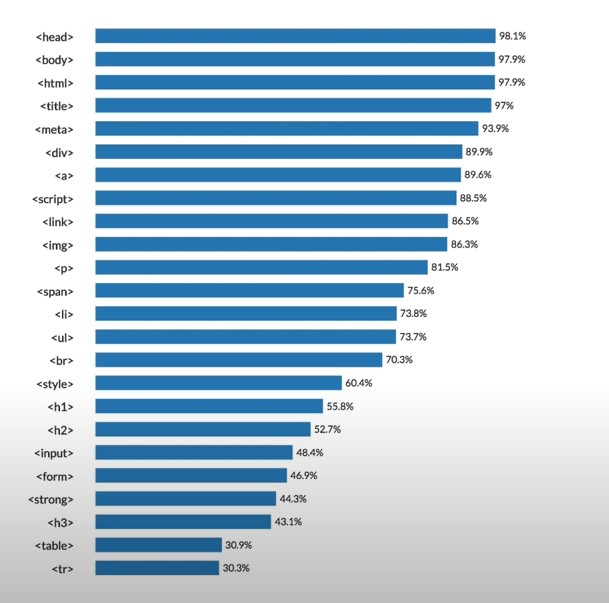 <head> 98.1%
<body> 97.9%
<html> 97.9%
<title> 97%
<meta> 93.9%
<div> 89.9%
<a> 89.6%
<script> 88.5%
<link> 86.5%
<img> 86.3%
<p> 81.5%
<span> 75.6%
<li> 73.8%
<ul> 73.7%
<br> 70.3%
<style> 60.4%
<h1> 55.8%
<h2> 52.7%
<input> 48.4%
<form> 46.9%
<strong> 44.3%
<h3> 43.1%
<table> 30.9%
<tr> 30.3%